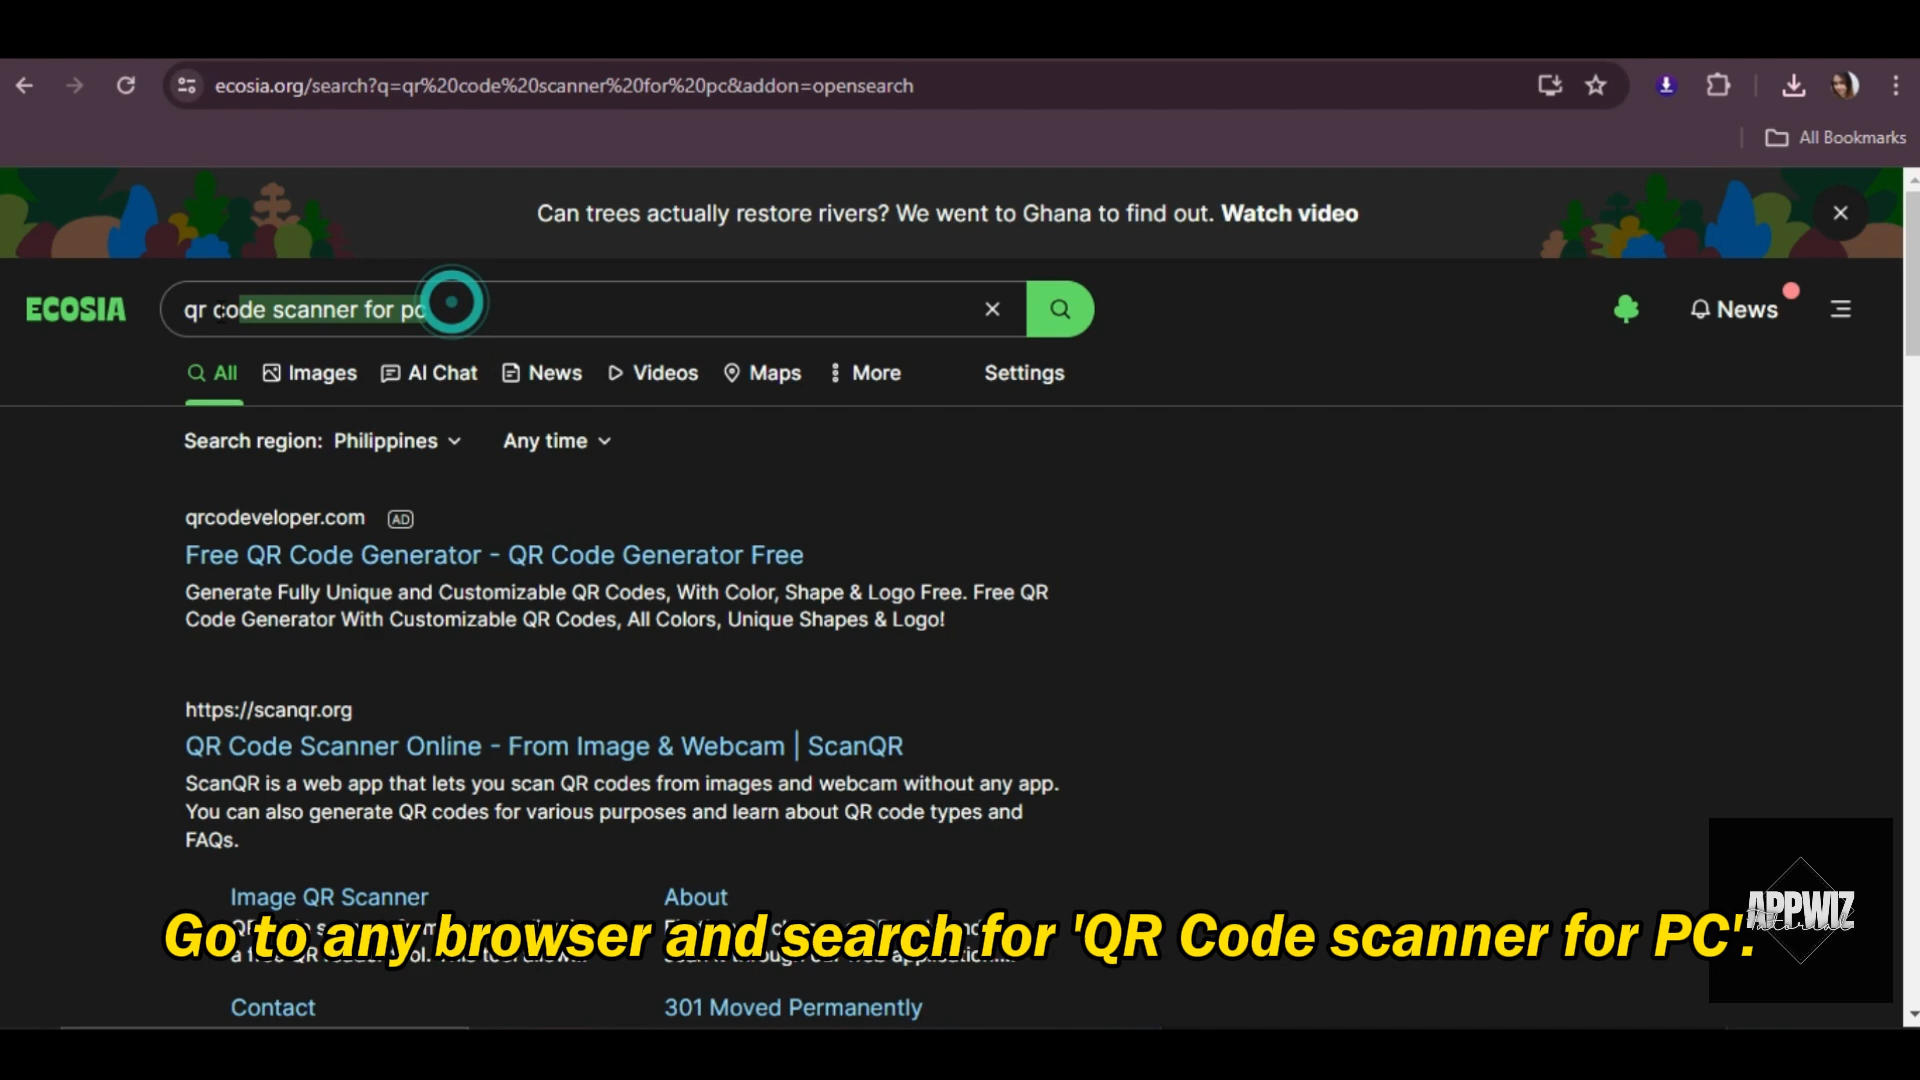 ecosia.org/search?q=qr%20code%20scanner%20for%20pc&addon=opensearch
All Bookmarks
Can trees actually restore rivers? We went to Ghana to find out. Watch video
ECOSIA
qr code scanner for pc
News
All
Images
AI Chat
News
Videos
Maps
More
Settings
Search region: Philippines
Any time
qrcodeveloper.com AD
Free QR Code Generator - QR Code Generator Free
Generate Fully Unique and Customizable QR Codes, With Color, Shape & Logo Free. Free QR
Code Generator With Customizable QR Codes, All Colors, Unique Shapes & Logo!
https://scanqr.org
QR Code Scanner Online - From Image & Webcam | ScanQR
ScanQR is a web app that lets you scan QR codes from images and webcam without any app.
You can also generate QR codes for various purposes and learn about QR code types and
FAQs.
Image QR Scanner
About
Go to any browser and search for 'QR Code scanner for PC'.
APPWIZ
Tutorial
Contact
301 Moved Permanently